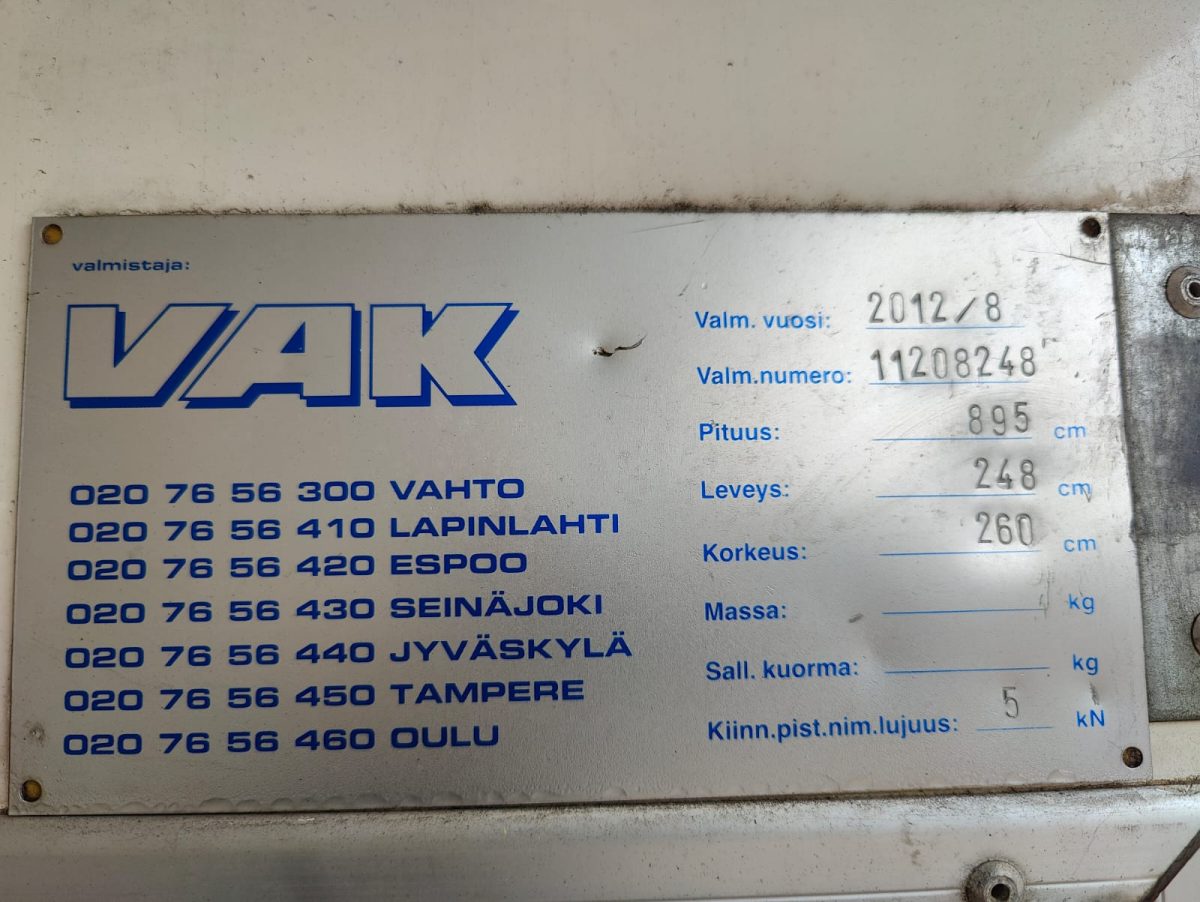 valmistaja:
VAK
020 76 56 300 VAHTO
020 76 56 410 LAPINLAHTI
020 76 56 420 ESPOO
020 76 56 430 SEINÄJOKI
020 76 56 440 JYVÄSKYLÄ
020 76 56 450 TAMPERE
020 76 56 460 OULU
Valm. vuosi: 2012/8
Valm.numero: 11208248
Pituus: 895 cm
Leveys: 248 cm
Korkeus: 260 cm
Massa: kg
Sall. kuorma: kg
Kiinn.pist.nim.lujuus: 5 kN